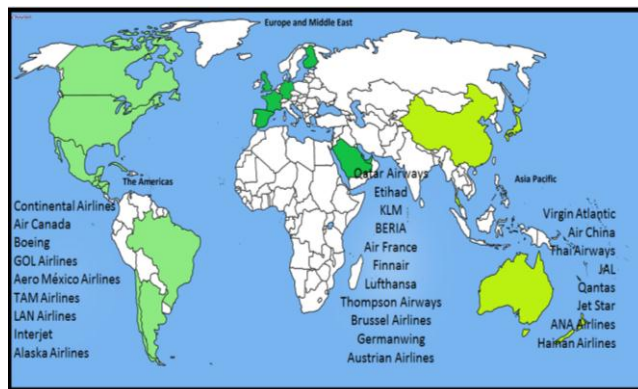 Europe and Middle East
The Americas
Continental Airlines
Air Canada
Boeing
GOL Airlines
Aero México Airlines
TAM Airlines
LAN Airlines
Interjet
Alaska Airlines
Qatar Airways
Etihad
KLM
BERIA
Air France
Finnair
Lufthansa
Thompson Airways
Brussel Airlines
Germanwing
Austrian Airlines
Asia Pacific
Virgin Atlantic
Air China
Thai Airways
JAL
Qantas
Jet Star
ANA Airlines
Hainan Airlines